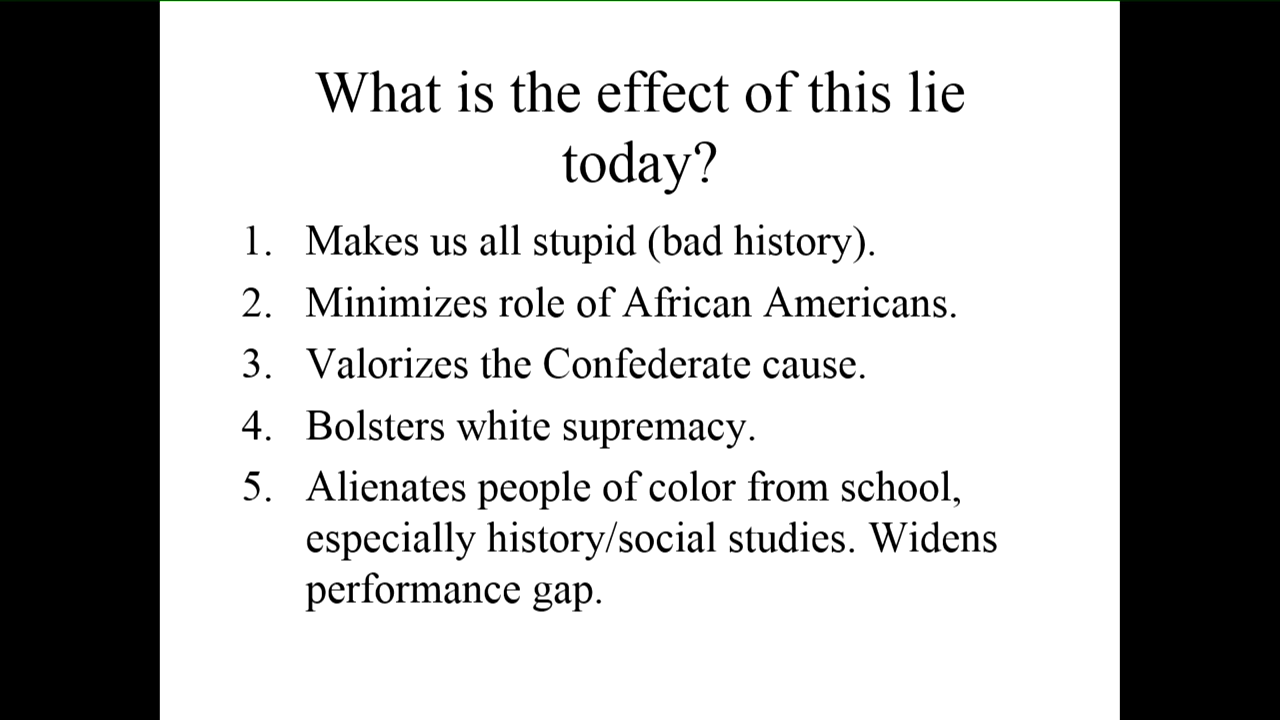 What is the effect of this lie
today?
1. Makes us all stupid (bad history).
2. Minimizes role of African Americans.
3. Valorizes the Confederate cause.
4. Bolsters white supremacy.
5. Alienates people of color from school,
especially history/social studies. Widens
performance gap.